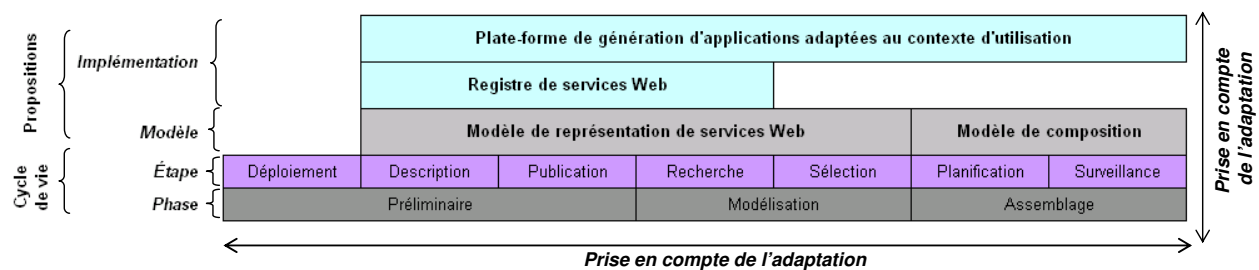 Plate-forme de génération d'applications adaptées au contexte d'utilisation
Propositions
Implémentation
Registre de services Web
Modèle
Modèle de représentation de services Web
Modèle de composition
Cycle
de vie
Étape
Déploiement
Description
Publication
Recherche
Sélection
Planification
Surveillance
Phase
Préliminaire
Modélisation
Assemblage
Prise en compte
de l'adaptation
Prise en compte de l'adaptation